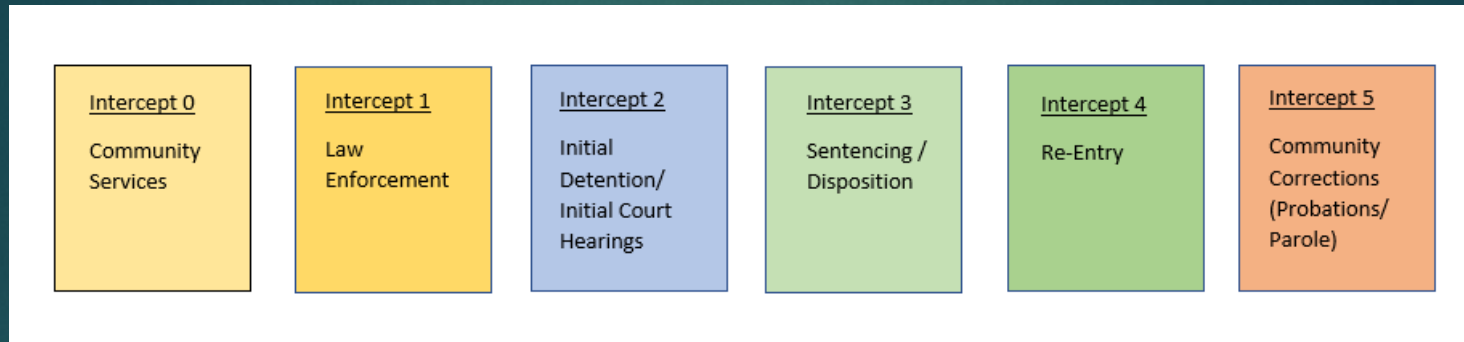 Intercept 0
Community
Services
Intercept 1
Law
Enforcement
Intercept 2
Initial
Detention/
Initial Court
Hearings
Intercept 3
Sentencing /
Disposition
Intercept 4
Re-Entry
Intercept 5
Community
Corrections
(Probations/
Parole)